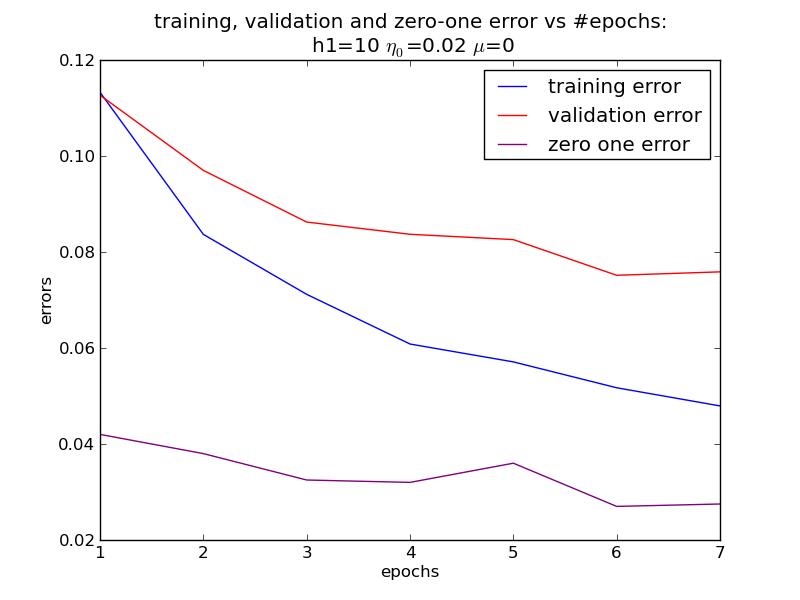 training, validation and zero-one error vs #epochs:
h1=10 η₀=0.02 μ=0
0.12
training error
validation error
zero one error
0.10
0.08
errors
0.06
0.04
0.02
1 2 3 4 5 6 7
epochs